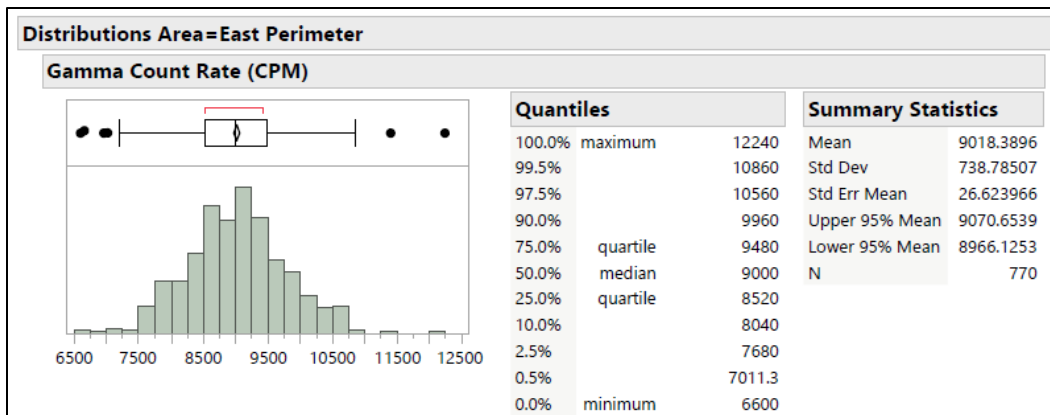 Distributions Area=East Perimeter
Gamma Count Rate (CPM)
6500 7500 8500 9500 10500 11500 12500
Quantiles
100.0% maximum 12240
99.5% 10860
97.5% 10560
90.0% 9960
75.0% quartile 9480
50.0% median 9000
25.0% quartile 8520
10.0% 8040
2.5% 7680
0.5% 7011.3
0.0% minimum 6600
Summary Statistics
Mean 9018.3896
Std Dev 738.78507
Std Err Mean 26.623966
Upper 95% Mean 9070.6539
Lower 95% Mean 8966.1253
N 770